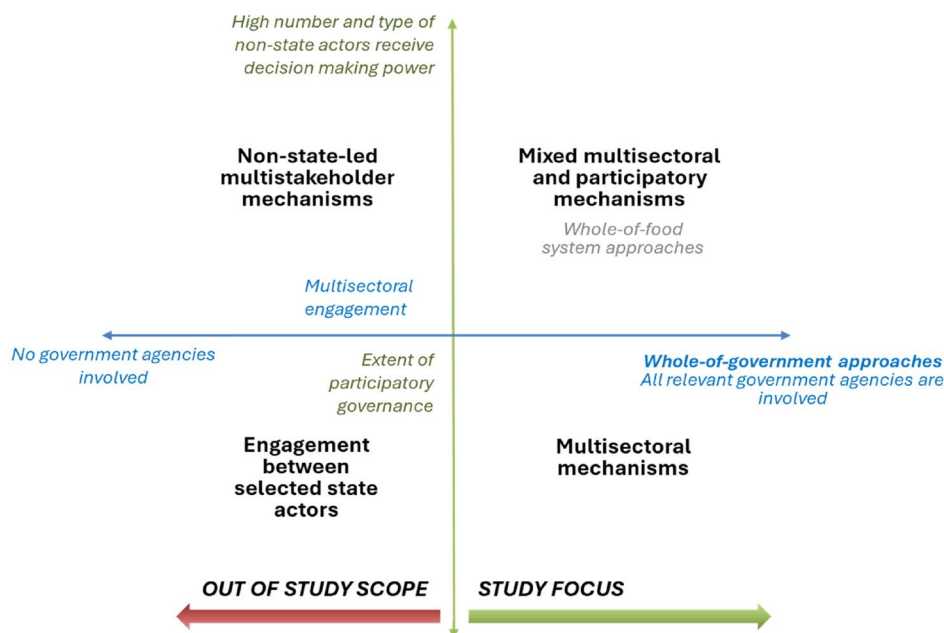 High number and type of
non-state actors receive
decision making power
Non-state-led
multistakeholder
mechanisms
Mixed multisectoral
and participatory
mechanisms
Whole-of-food
system approaches
Multisectoral
engagement
No government agencies
involved
Extent of
participatory
governance
Whole-of-government approaches
All relevant government agencies are
involved
Engagement
between
selected state
actors
Multisectoral
mechanisms
OUT OF STUDY SCOPE
STUDY FOCUS